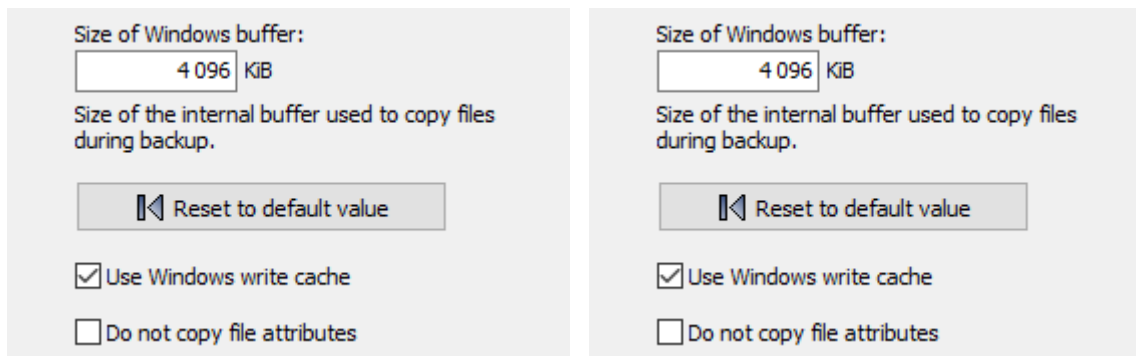 Size of Windows buffer:
4 096 KiB
Size of the internal buffer used to copy files
during backup.
Reset to default value
Use Windows write cache
Do not copy file attributes
Size of Windows buffer:
4 096 KiB
Size of the internal buffer used to copy files
during backup.
Reset to default value
Use Windows write cache
Do not copy file attributes